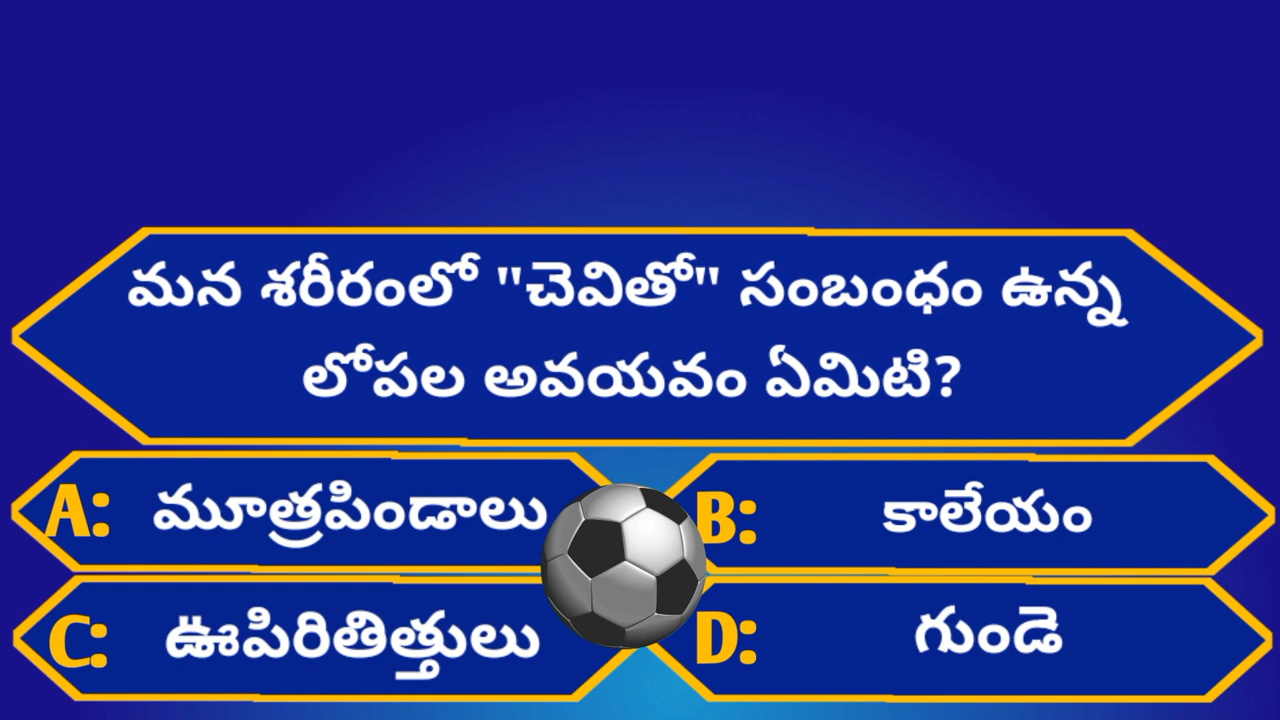 మన శరీరంలో "చెవితో" సంబంధం ఉన్న
లోపల అవయవం ఏమిటి?
A: మూత్రపిండాలు
B: కాలేయం
C: ఊపిరితిత్తులు
D: గుండె